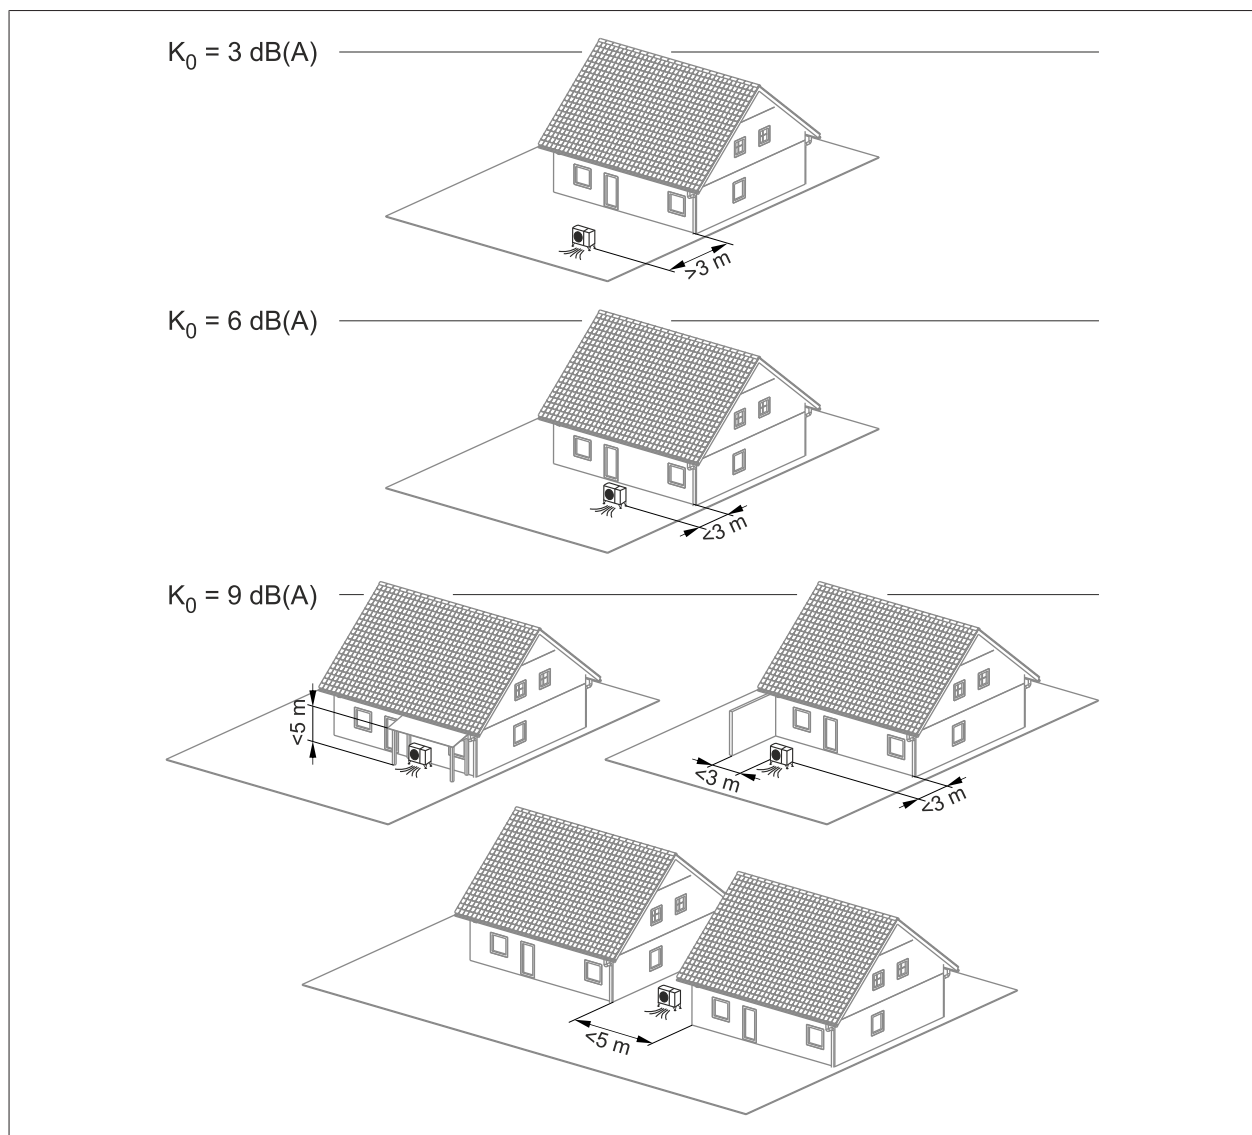 K₀ = 3 dB(A)
>3 m
K₀ = 6 dB(A)
<3 m
K₀ = 9 dB(A)
<5 m
<3 m
<3 m
<5 m